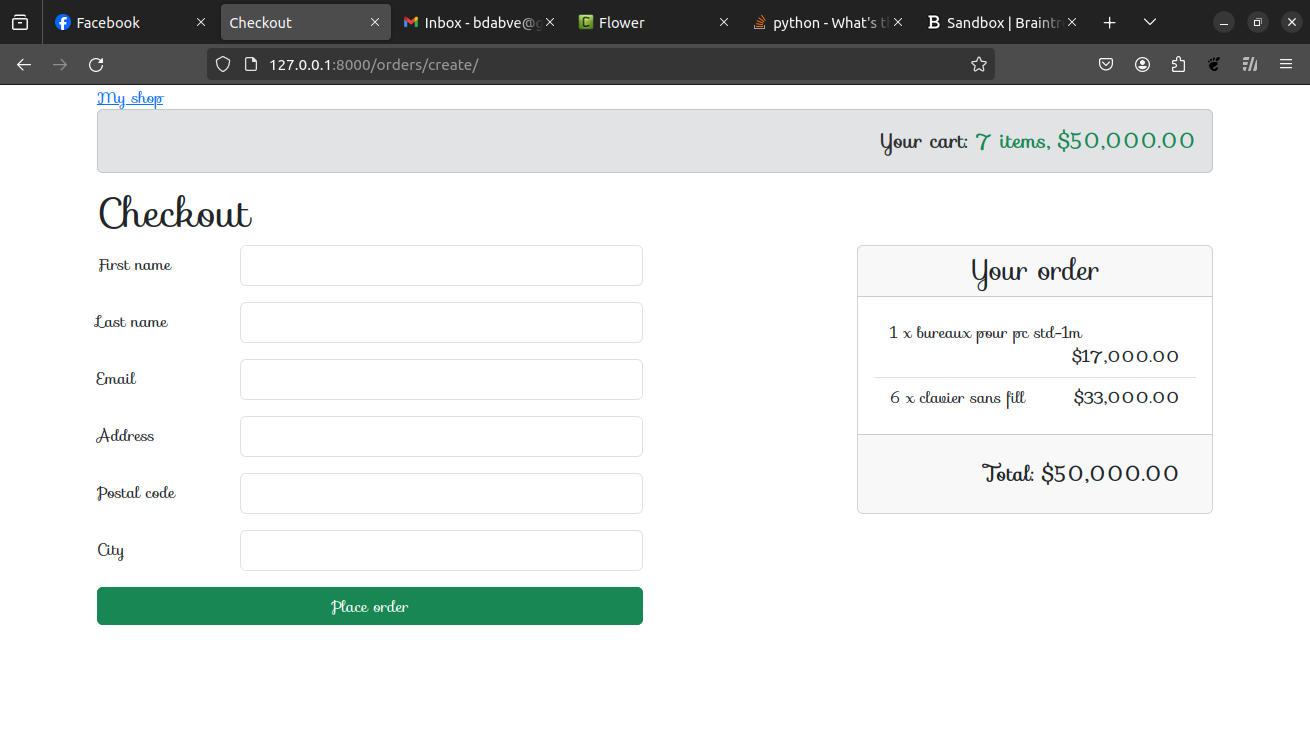 Facebook
Checkout
Inbox - bdabve@g
Flower
python - What's t
Sandbox | Braintr
127.0.0.1:8000/orders/create/
My shop
Your cart: 7 items, $50,000.00
Checkout
First name
Last name
Email
Address
Postal code
City
Place order
Your order
1 x bureaux pour pc std-1m
$17,000.00
6 x clavier sans fill $33,000.00
Total: $50,000.00